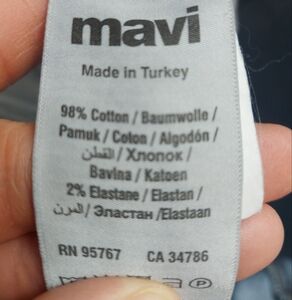 mavi
Made in Turkey
98% Cotton / Baumwolle /
Pamuk / Coton / Algodón /
القطن / Хлопок /
Bavlna / Katoen
2% Elastane / Elastan /
المرن / Эластан / Elastaan
RN 95767 CA 34786
P